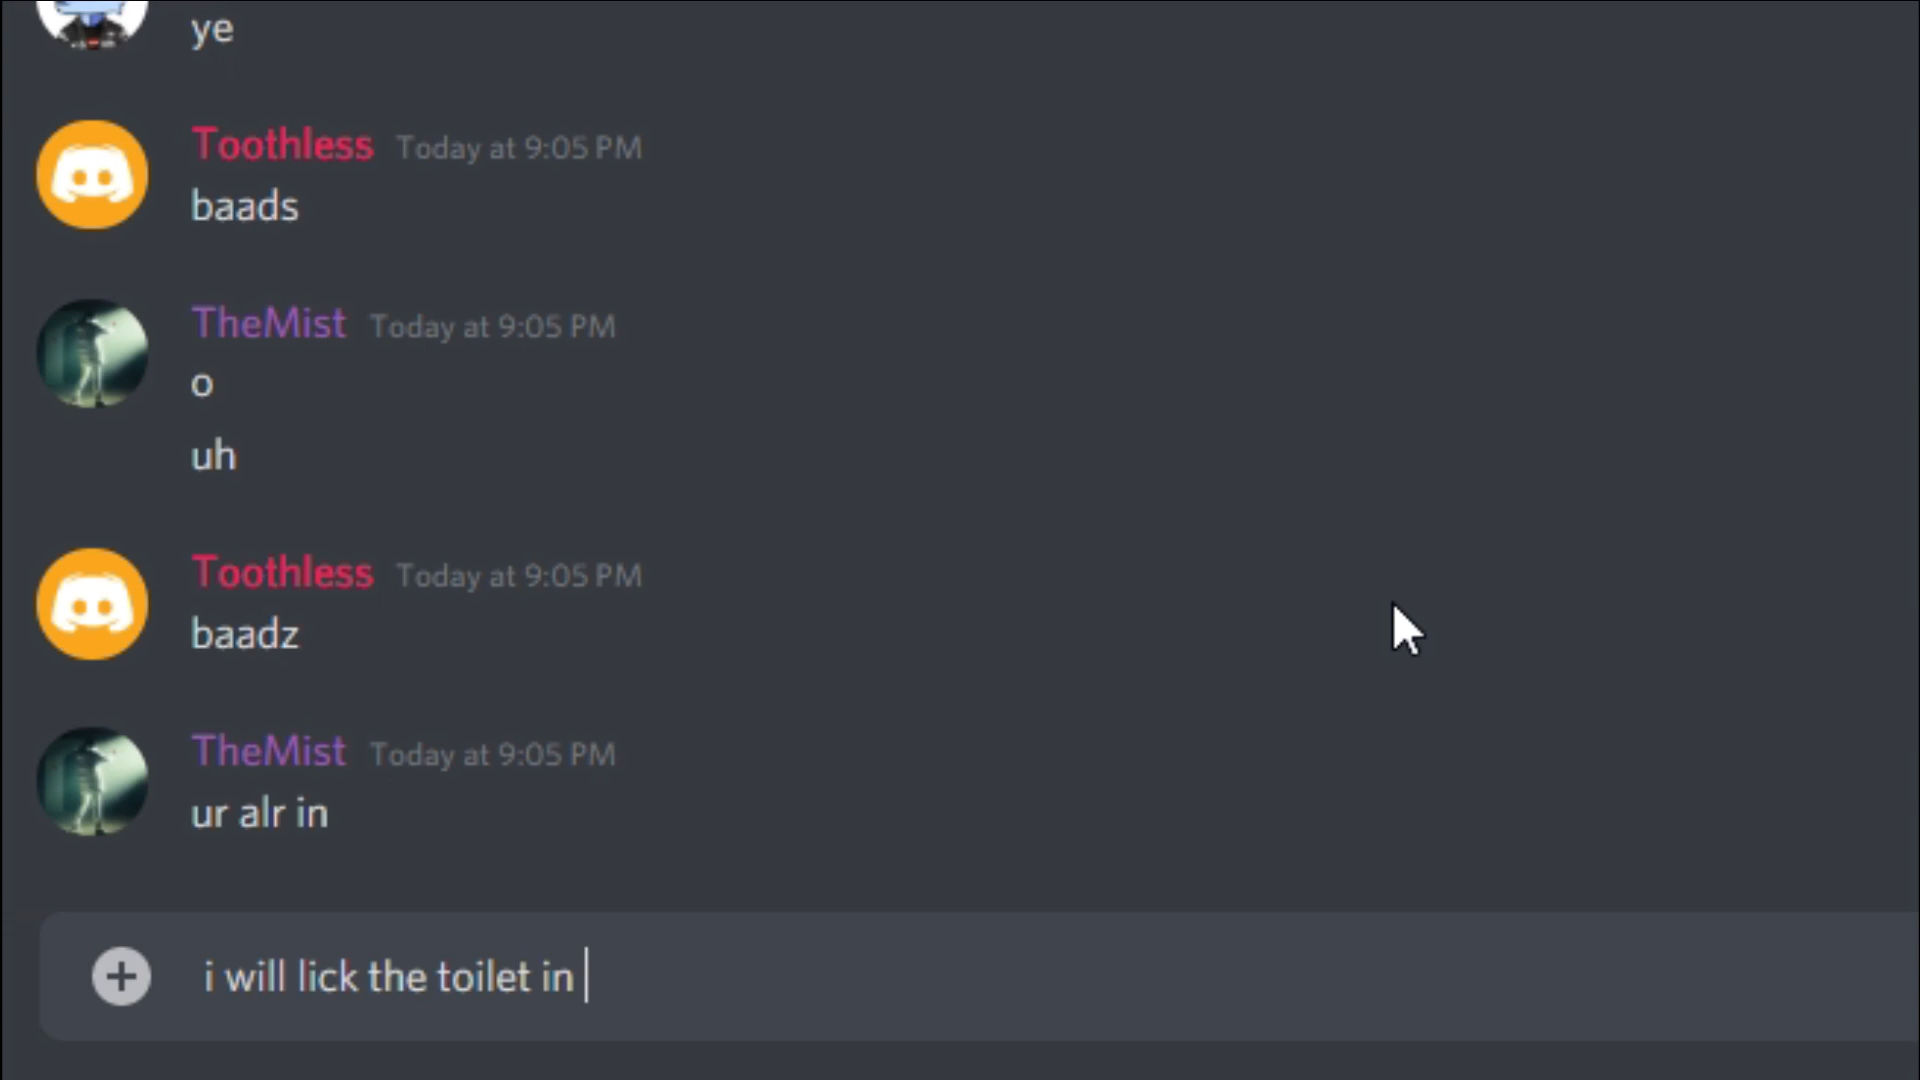 ye
Toothless Today at 9:05 PM
baads
TheMist Today at 9:05 PM
o
uh
Toothless Today at 9:05 PM
baadz
TheMist Today at 9:05 PM
ur alr in
i will lick the toilet in